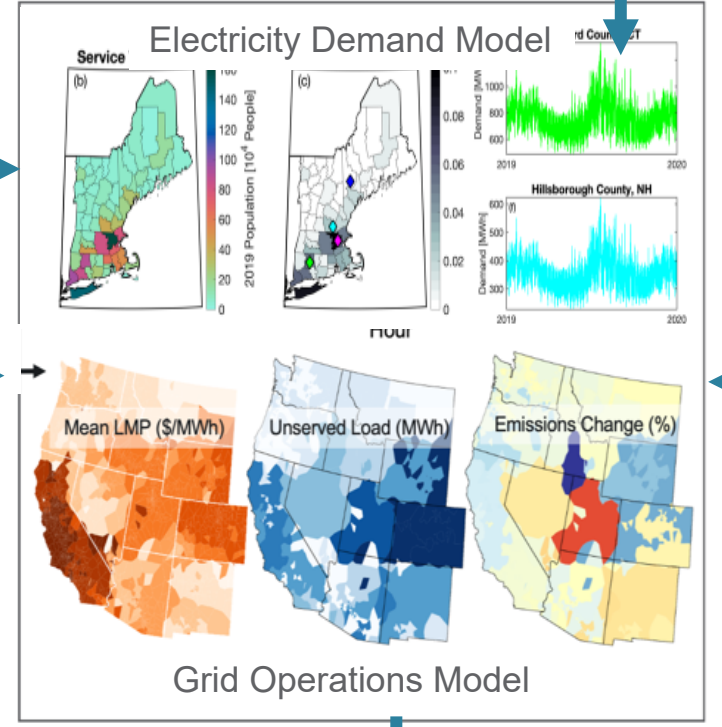 Electricity Demand Model
Service
(b)
140
120
100
80
60
40
20
0
2019 Population [10⁴ People]
(c)
0.08
0.06
0.04
0.02
0
Demand [MWh]
1000
800
600
2019
2020
Hillsborough County, NH
(f)
Demand [MWh]
600
500
400
300
2019
2020
Hour
Mean LMP ($/MWh)
Unserved Load (MWh)
Emissions Change (%)
Grid Operations Model